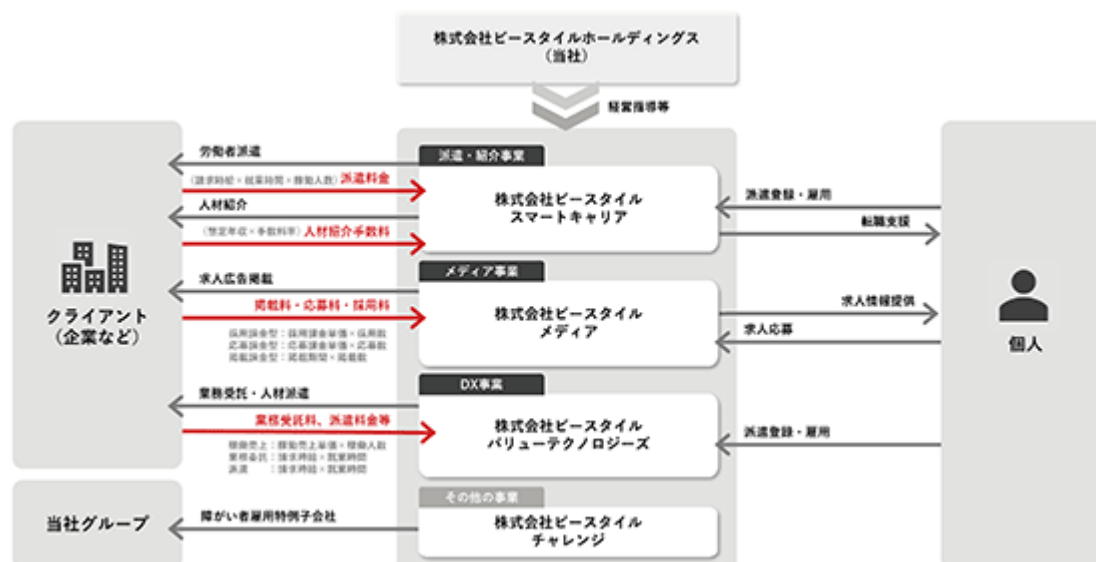 株式会社ビースタイルホールディングス
（当社）
経営指導等
派遣・紹介事業
労働者派遣
（請求時給×就業時間×稼働人数）派遣料金
人材紹介
（想定年収×手数料率）人材紹介手数料
株式会社ビースタイル
スマートキャリア
派遣登録・雇用
転職支援
メディア事業
求人広告掲載
掲載料・応募料・採用料
採用課金型：採用課金単価×採用数
応募課金型：応募課金単価×応募数
掲載課金型：掲載期間×掲載数
株式会社ビースタイル
メディア
求人情報提供
求人応募
クライアント
（企業など）
個人
DX事業
業務受託・人材派遣
業務受託料、派遣料金等
稼働売上：稼働売上単価×稼働人数
業務委託：請求時給×就業時間
派遣　　：請求時給×就業時間
株式会社ビースタイル
バリューテクノロジーズ
派遣登録・雇用
その他の事業
当社グループ
障がい者雇用特例子会社
株式会社ビースタイル
チャレンジ